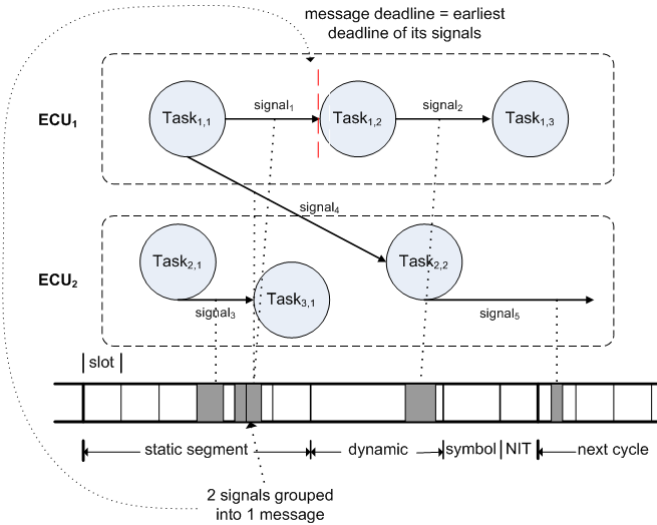 message deadline = earliest
deadline of its signals
ECU1
Task1,1
signal1
Task1,2
signal2
Task1,3
signal4
ECU2
Task2,1
signal3
Task3,1
Task2,2
signal5
slot
static segment
dynamic
symbol
NIT
next cycle
2 signals grouped
into 1 message